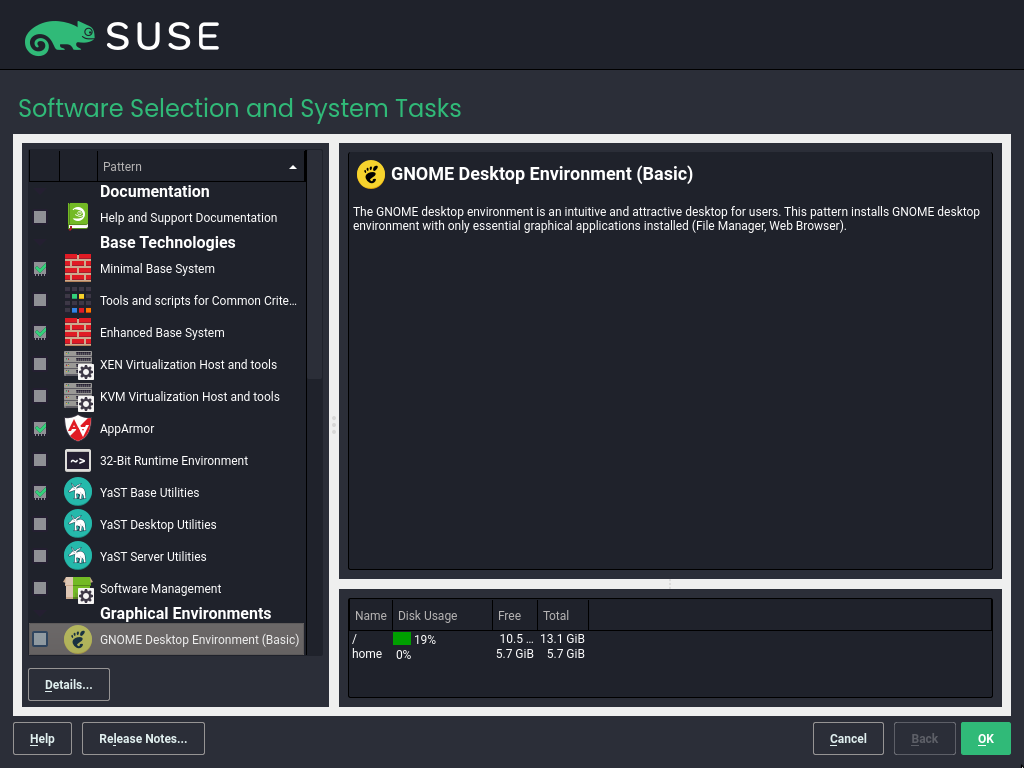 SUSE
Software Selection and System Tasks
Pattern
Documentation
Help and Support Documentation
Base Technologies
Minimal Base System
Tools and scripts for Common Crite...
Enhanced Base System
XEN Virtualization Host and tools
KVM Virtualization Host and tools
AppArmor
~> 32-Bit Runtime Environment
YaST Base Utilities
YaST Desktop Utilities
YaST Server Utilities
Software Management
Graphical Environments
GNOME Desktop Environment (Basic)
Details...
GNOME Desktop Environment (Basic)
The GNOME desktop environment is an intuitive and attractive desktop for users. This pattern installs GNOME desktop
environment with only essential graphical applications installed (File Manager, Web Browser).
Name Disk Usage Free Total
/ 19% 10.5 ... 13.1 GiB
home 0% 5.7 GiB 5.7 GiB
Help Release Notes... Cancel Back OK